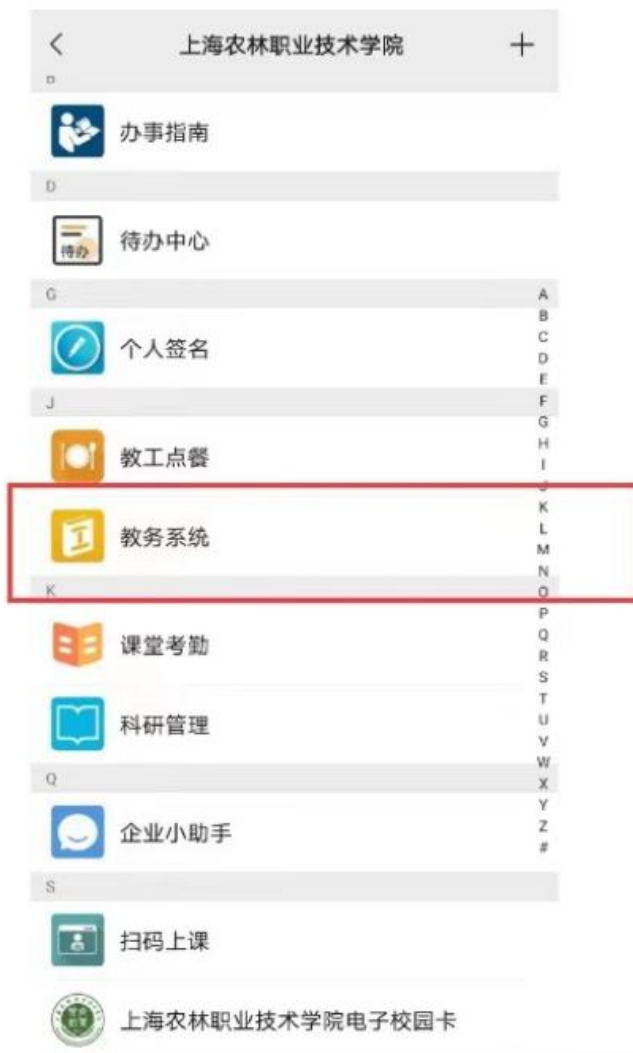 上海农林职业技术学院
办事指南
D
待办
待办中心
G
个人签名
J
教工点餐
教务系统
K
课堂考勤
科研管理
Q
企业小助手
S
扫码上课
上海农林职业技术学院电子校园卡
A
B
C
D
E
F
G
H
I
J
K
L
M
N
O
P
Q
R
S
T
U
V
W
X
Y
Z
#